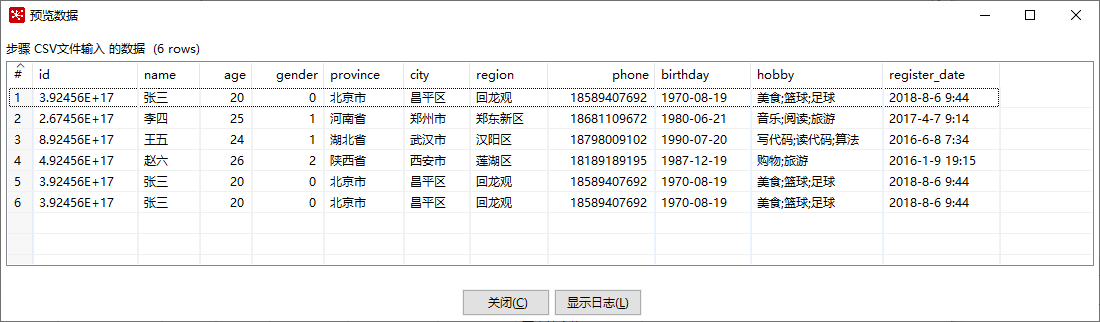 预览数据
步骤 CSV文件输入 的数据 (6 rows)
# id name age gender province city region phone birthday hobby register_date
1 3.92456E+17 张三 20 0 北京市 昌平区 回龙观 18589407692 1970-08-19 美食;篮球;足球 2018-8-6 9:44
2 2.67456E+17 李四 25 1 河南省 郑州市 郑东新区 18681109672 1980-06-21 音乐;阅读;旅游 2017-4-7 9:14
3 8.92456E+17 王五 24 1 湖北省 武汉市 汉阳区 18798009102 1990-07-20 写代码;读代码;算法 2016-6-8 7:34
4 4.92456E+17 赵六 26 2 陕西省 西安市 莲湖区 18189189195 1987-12-19 购物;旅游 2016-1-9 19:15
5 3.92456E+17 张三 20 0 北京市 昌平区 回龙观 18589407692 1970-08-19 美食;篮球;足球 2018-8-6 9:44
6 3.92456E+17 张三 20 0 北京市 昌平区 回龙观 18589407692 1970-08-19 美食;篮球;足球 2018-8-6 9:44
关闭(C) 显示日志(L)